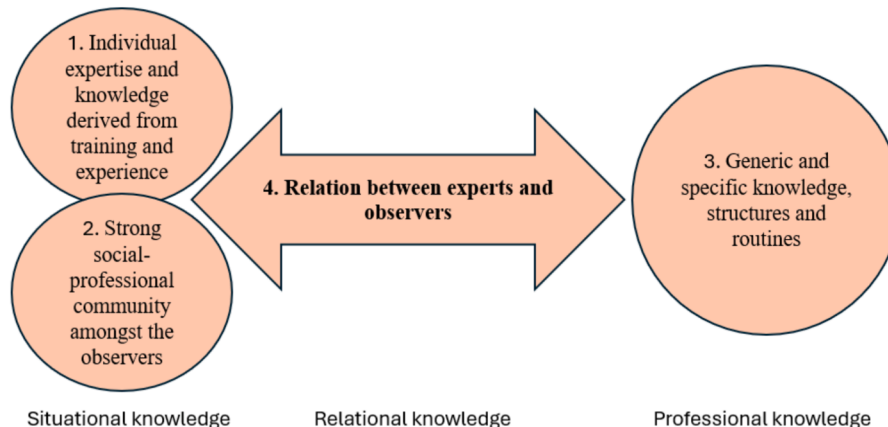 1. Individual
expertise and
knowledge
derived from
training and
experience
2. Strong
social-
professional
community
amongst the
observers
4. Relation between experts and
observers
3. Generic and
specific knowledge,
structures and
routines
Situational knowledge
Relational knowledge
Professional knowledge